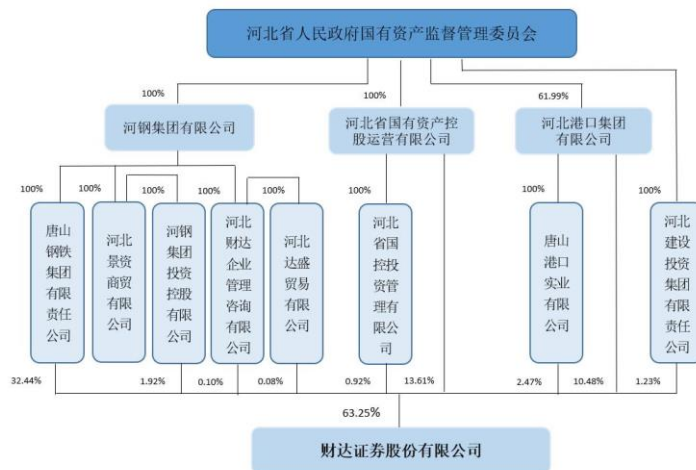 河北省人民政府国有资产监督管理委员会
100%
100%
61.99%
河钢集团有限公司
河北省国有资产控
股运营有限公司
河北港口集团
有限公司
100%
100%
100%
100%
100%
100%
100%
100%
唐山
钢铁
集团
有限
责任
公司
河北
景资
商贸
有限
公司
河钢
集团
投资
控股
有限
公司
河北
财达
企业
管理
咨询
有限
公司
河北
达盛
贸易
有限
公司
河北
省国
控投
资管
理有
限公
司
唐山
港口
实业
有限
公司
河北
建设
投资
集团
有限
责任
公司
32.44%
1.92%
0.10%
0.08%
0.92%
13.61%
2.47%
10.48%
1.23%
63.25%
财达证券股份有限公司